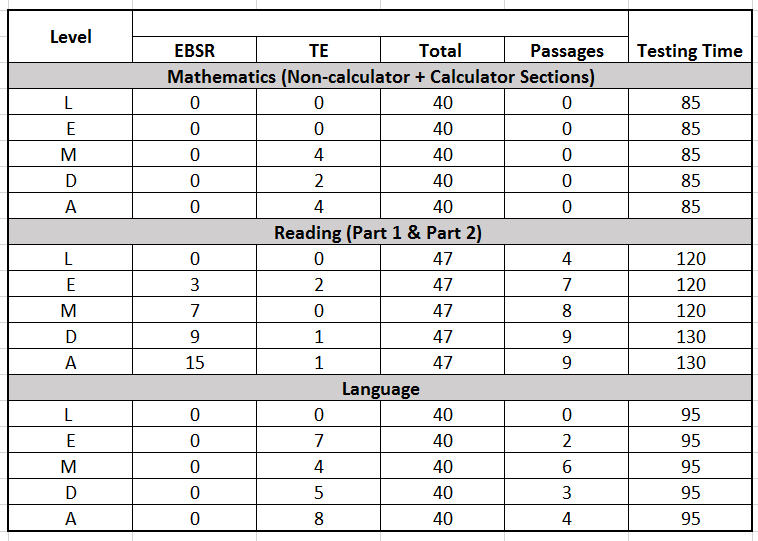 Level
EBSR TE Total Passages Testing Time
Mathematics (Non-calculator + Calculator Sections)
L 0 0 40 0 85
E 0 0 40 0 85
M 0 4 40 0 85
D 0 2 40 0 85
A 0 4 40 0 85
Reading (Part 1 & Part 2)
L 0 0 47 4 120
E 3 2 47 7 120
M 7 0 47 8 120
D 9 1 47 9 130
A 15 1 47 9 130
Language
L 0 0 40 0 95
E 0 7 40 2 95
M 0 4 40 6 95
D 0 5 40 3 95
A 0 8 40 4 95